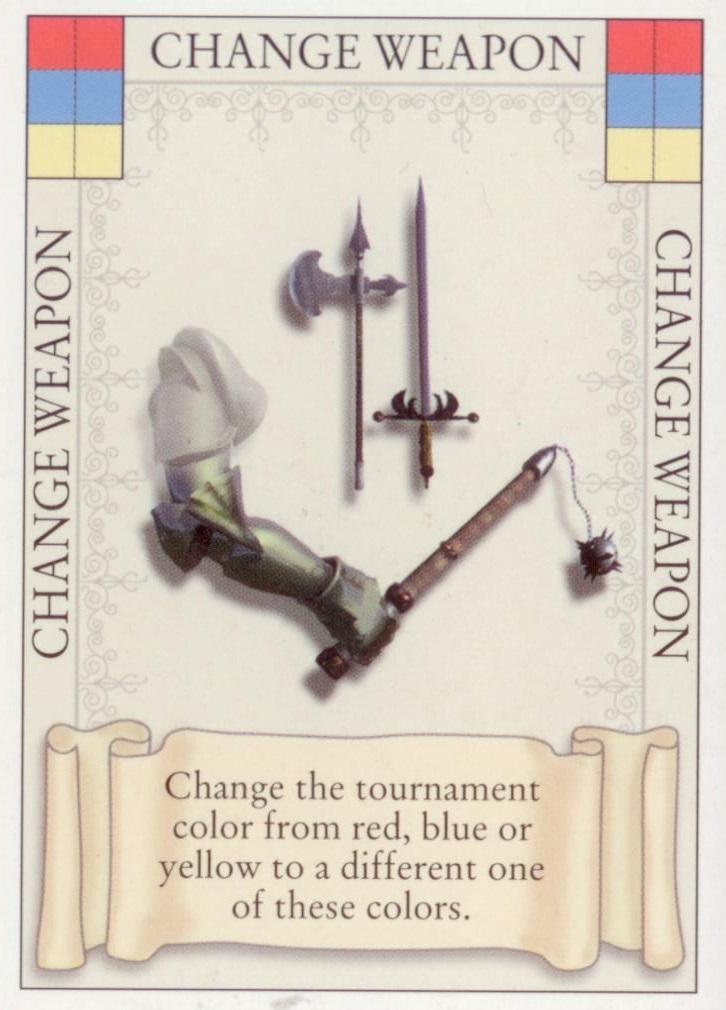 CHANGE WEAPON
CHANGE WEAPON
CHANGE WEAPON
Change the tournament
color from red, blue or
yellow to a different one
of these colors.